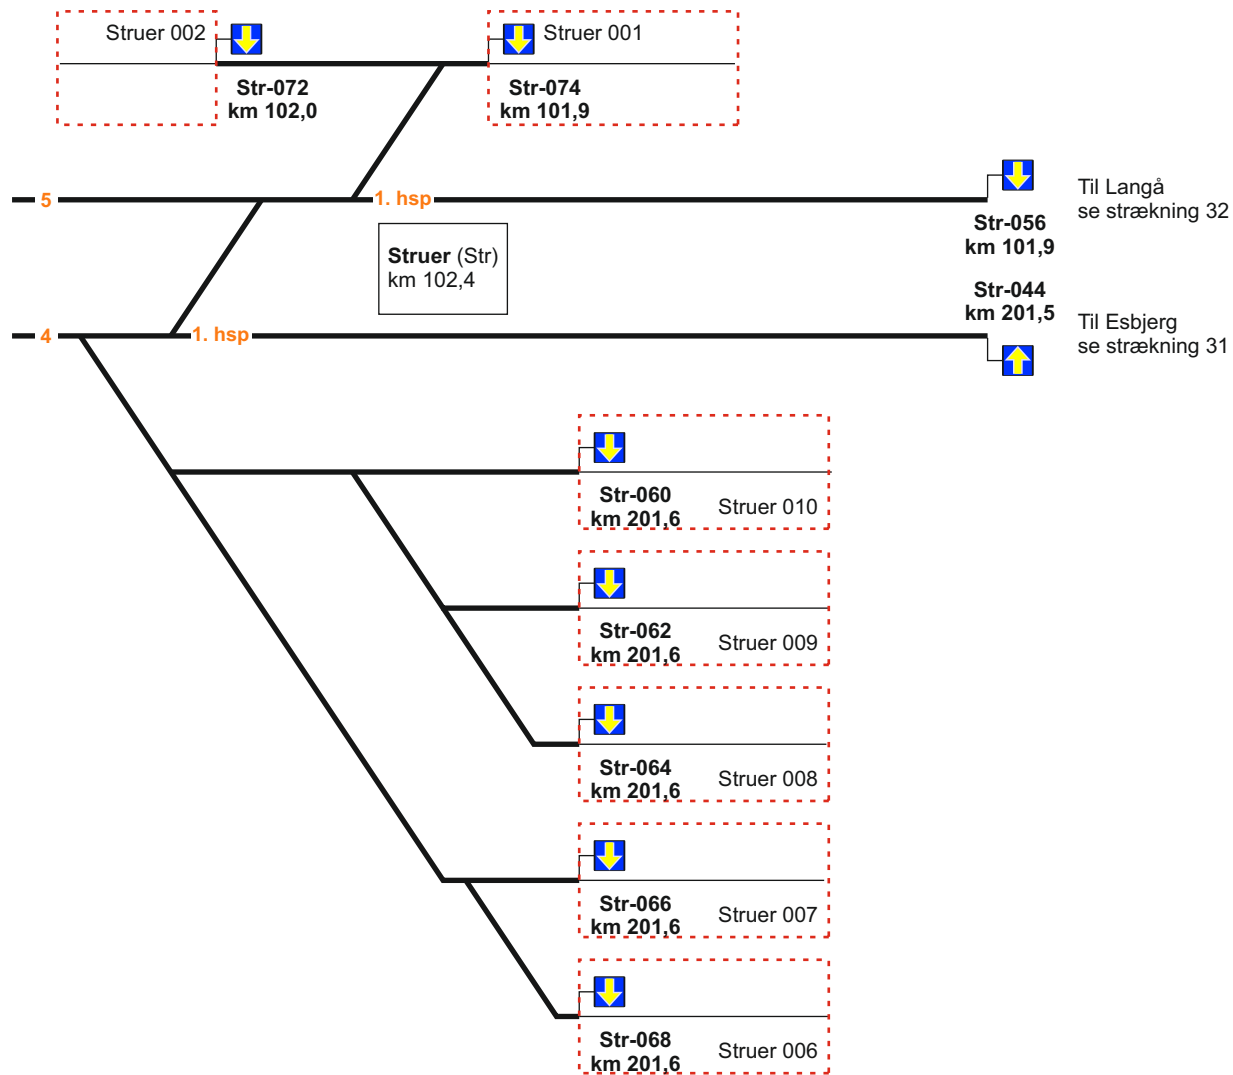 Struer 002
Struer 001
Str-072
km 102,0
Str-074
km 101,9
5
1. hsp
Til Langå
se strækning 32
Str-056
km 101,9
Struer (Str)
km 102,4
Str-044
km 201,5
4
1. hsp
Til Esbjerg
se strækning 31
Str-060
km 201,6
Struer 010
Str-062
km 201,6
Struer 009
Str-064
km 201,6
Struer 008
Str-066
km 201,6
Struer 007
Str-068
km 201,6
Struer 006